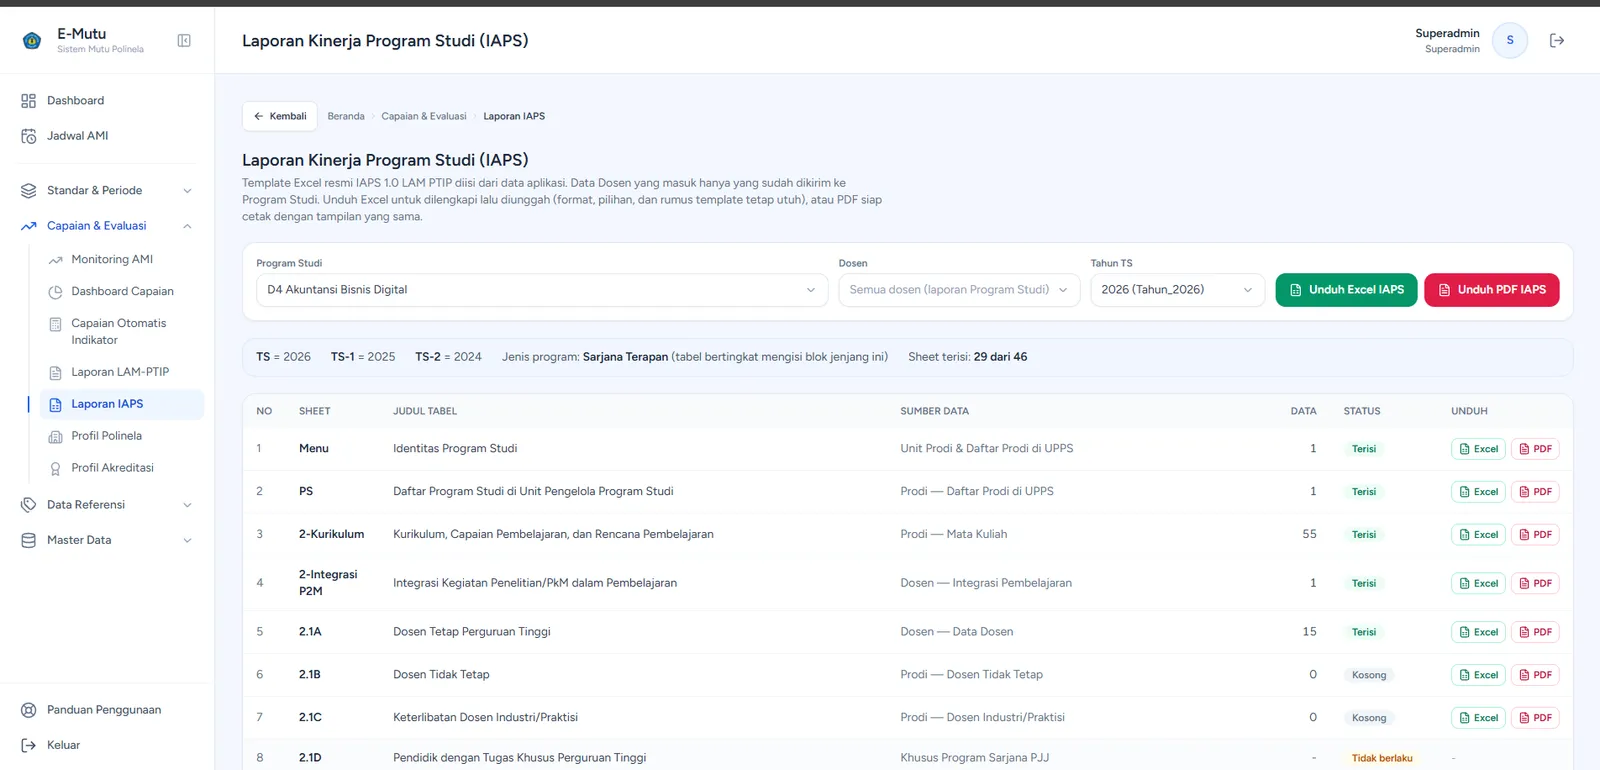 E-Mutu
Sistem Mutu Polinela
Dashboard
Jadwal AMI
Standar & Periode
Capaian & Evaluasi
Monitoring AMI
Dashboard Capaian
Capaian Otomatis
Indikator
Laporan LAM-PTIP
Laporan IAPS
Profil Polinela
Profil Akreditasi
Data Referensi
Master Data
Panduan Penggunaan
Keluar
Laporan Kinerja Program Studi (IAPS)
Superadmin
Superadmin
S
Kembali Beranda Capaian & Evaluasi Laporan IAPS
Laporan Kinerja Program Studi (IAPS)
Template Excel resmi IAPS 1.0 LAM PTIP diisi dari data aplikasi. Data Dosen yang masuk hanya yang sudah dikirim ke
Program Studi. Unduh Excel untuk dilengkapi lalu diunggah (format, pilihan, dan rumus template tetap utuh), atau PDF siap
cetak dengan tampilan yang sama.
Program Studi Dosen Tahun TS
D4 Akuntansi Bisnis Digital Semua dosen (laporan Program Studi) 2026 (Tahun_2026) Unduh Excel IAPS Unduh PDF IAPS
TS = 2026 TS-1 = 2025 TS-2 = 2024 Jenis program: Sarjana Terapan (tabel bertingkat mengisi blok jenjang ini) Sheet terisi: 29 dari 46
NO SHEET JUDUL TABEL SUMBER DATA DATA STATUS UNDUH
1 Menu Identitas Program Studi Unit Prodi & Daftar Prodi di UPPS 1 Terisi Excel PDF
2 PS Daftar Program Studi di Unit Pengelola Program Studi Prodi — Daftar Prodi di UPPS 1 Terisi Excel PDF
3 2-Kurikulum Kurikulum, Capaian Pembelajaran, dan Rencana Pembelajaran Prodi — Mata Kuliah 55 Terisi Excel PDF
4 2-Integrasi P2M Integrasi Kegiatan Penelitian/PkM dalam Pembelajaran Dosen — Integrasi Pembelajaran 1 Terisi Excel PDF
5 2.1A Dosen Tetap Perguruan Tinggi Dosen — Data Dosen 15 Terisi Excel PDF
6 2.1B Dosen Tidak Tetap Prodi — Dosen Tidak Tetap 0 Kosong Excel PDF
7 2.1C Keterlibatan Dosen Industri/Praktisi Prodi — Dosen Industri/Praktisi 0 Kosong Excel PDF
8 2.1D Pendidik dengan Tugas Khusus Perguruan Tinggi Khusus Program Sarjana PJJ - Tidak berlaku -